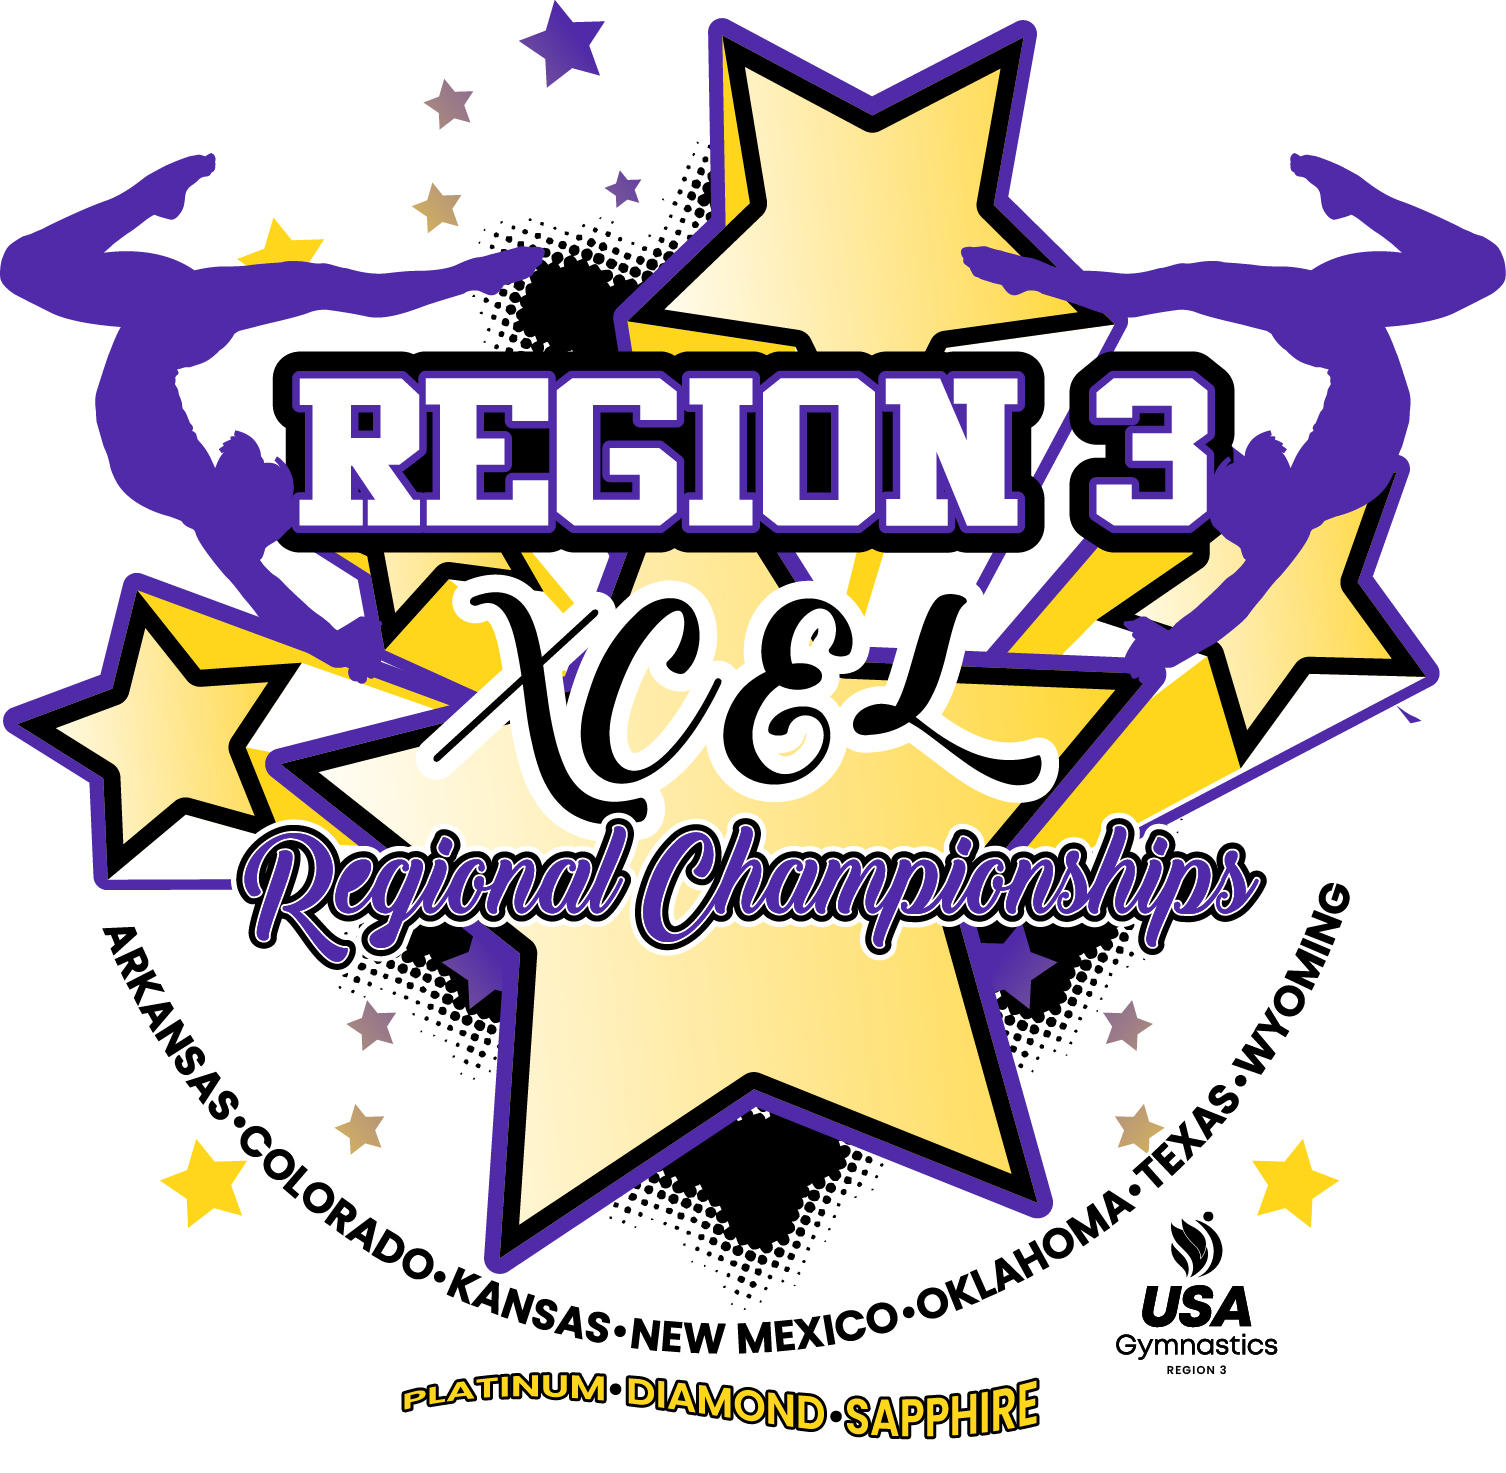 REGION 3
XCEL
Regional Championships
ARKANSAS•COLORADO•KANSAS•NEW MEXICO•OKLAHOMA•TEXAS•WYOMING
USA
Gymnastics
REGION 3
PLATINUM•DIAMOND•SAPPHIRE